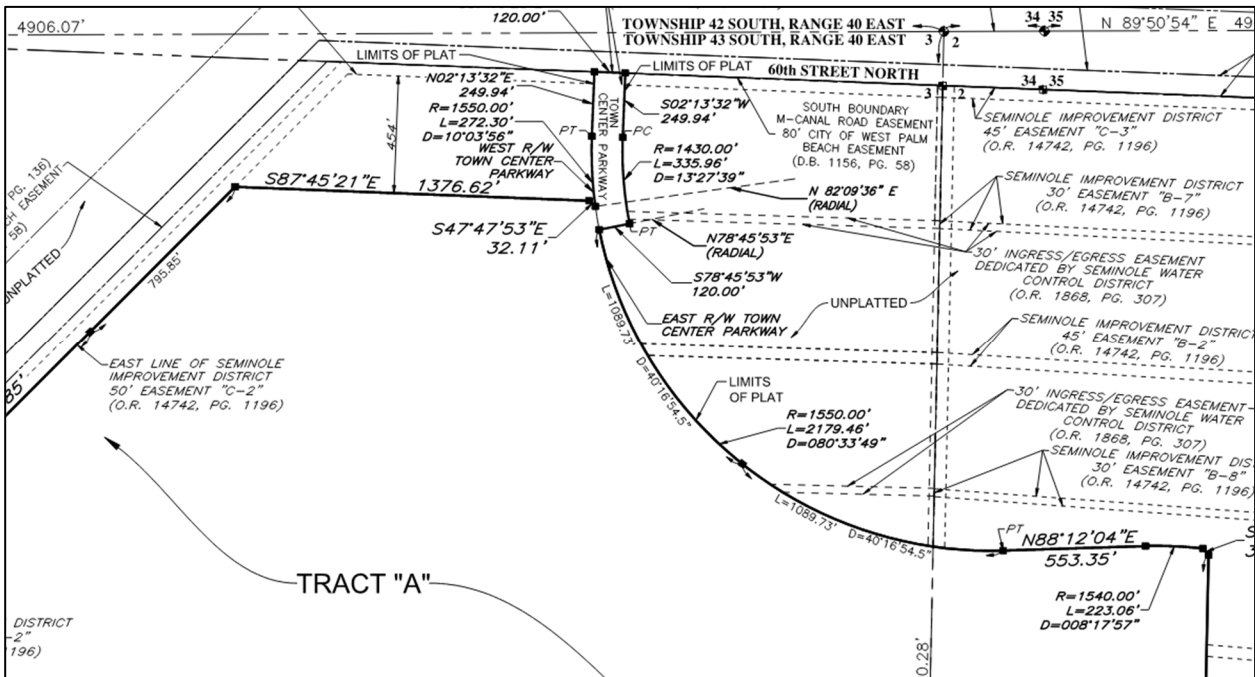 4906.07'
120.00'
TOWNSHIP 42 SOUTH, RANGE 40 EAST
TOWNSHIP 43 SOUTH, RANGE 40 EAST
3 2
34 35
N 89°50'54" E 49
LIMITS OF PLAT
LIMITS OF PLAT
60th STREET NORTH
3 2
34 35
N02°13'32"E
249.94'
R=1550.00'
L=272.30'
D=10°03'56"
PT
WEST R/W
TOWN CENTER
PARKWAY
TOWN
CENTER PARKWAY
S02°13'32"W
249.94'
PC
R=1430.00'
L=335.96'
D=13°27'39"
SOUTH BOUNDARY
M-CANAL ROAD EASEMENT
80' CITY OF WEST PALM
BEACH EASEMENT
(D.B. 1156, PG. 58)
SEMINOLE IMPROVEMENT DISTRICT
45' EASEMENT "C-3"
(O.R. 14742, PG. 1196)
454'
PG. 136)
CH EASEMENT
58)
UNPLATTED
S87°45'21"E 1376.62'
N 82°09'36" E
(RADIAL)
SEMINOLE IMPROVEMENT DISTRICT
30' EASEMENT "B-7"
(O.R. 14742, PG. 1196)
S47°47'53"E
32.11'
PT
N78°45'53"E
(RADIAL)
S78°45'53"W
120.00'
30' INGRESS/EGRESS EASEMENT
DEDICATED BY SEMINOLE WATER
CONTROL DISTRICT
(O.R. 1868, PG. 307)
795.85'
UNPLATTED
EAST R/W TOWN
CENTER PARKWAY
L=1089.73'
D=40°16'54.5"
SEMINOLE IMPROVEMENT DISTRICT
45' EASEMENT "B-2"
(O.R. 14742, PG. 1196)
EAST LINE OF SEMINOLE
IMPROVEMENT DISTRICT
50' EASEMENT "C-2"
(O.R. 14742, PG. 1196)
85'
LIMITS
OF PLAT
R=1550.00'
L=2179.46'
D=080°33'49"
30' INGRESS/EGRESS EASEMENT
DEDICATED BY SEMINOLE WATER
CONTROL DISTRICT
(O.R. 1868, PG. 307)
SEMINOLE IMPROVEMENT DIS
30' EASEMENT "B-8"
(O.R. 14742, PG. 1196)
L=1089.73' D=40°16'54.5"
PT
N88°12'04"E
553.35'
S
3
TRACT "A"
R=1540.00'
L=223.06'
D=008°17'57"
DISTRICT
-2"
196)
0.28'